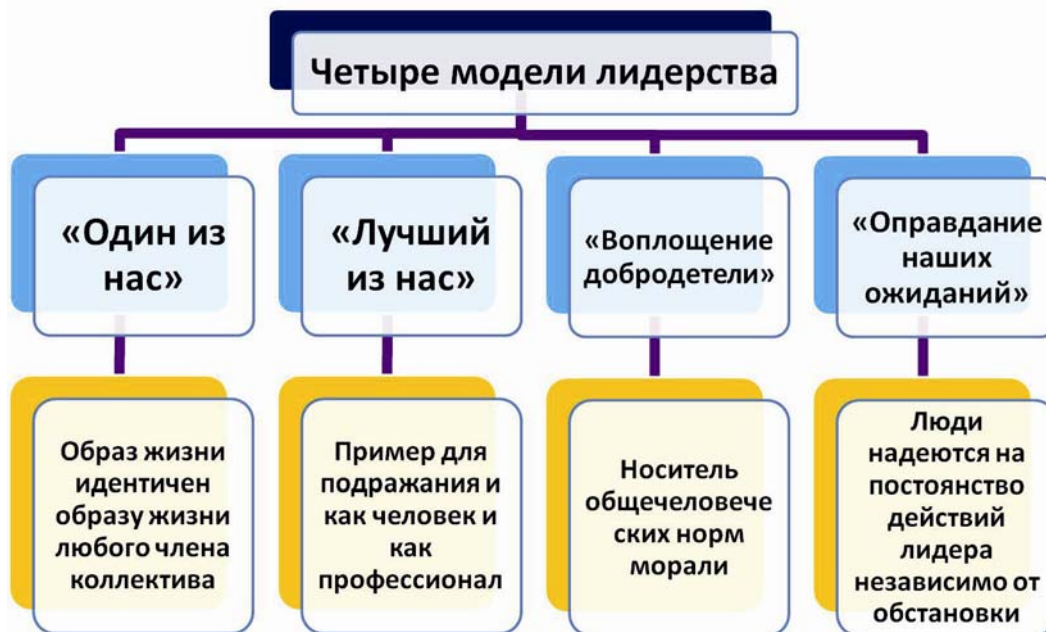 Четыре модели лидерства
«Один из
нас»
«Лучший
из нас»
«Воплощение
добродетели»
«Оправдание
наших
ожиданий»
Образ жизни
идентичен
образу жизни
любого члена
коллектива
Пример для
подражания и
как человек и
как
профессионал
Носитель
общечеловече
ских норм
морали
Люди
надеются на
постоянство
действий
лидера
независимо от
обстановки